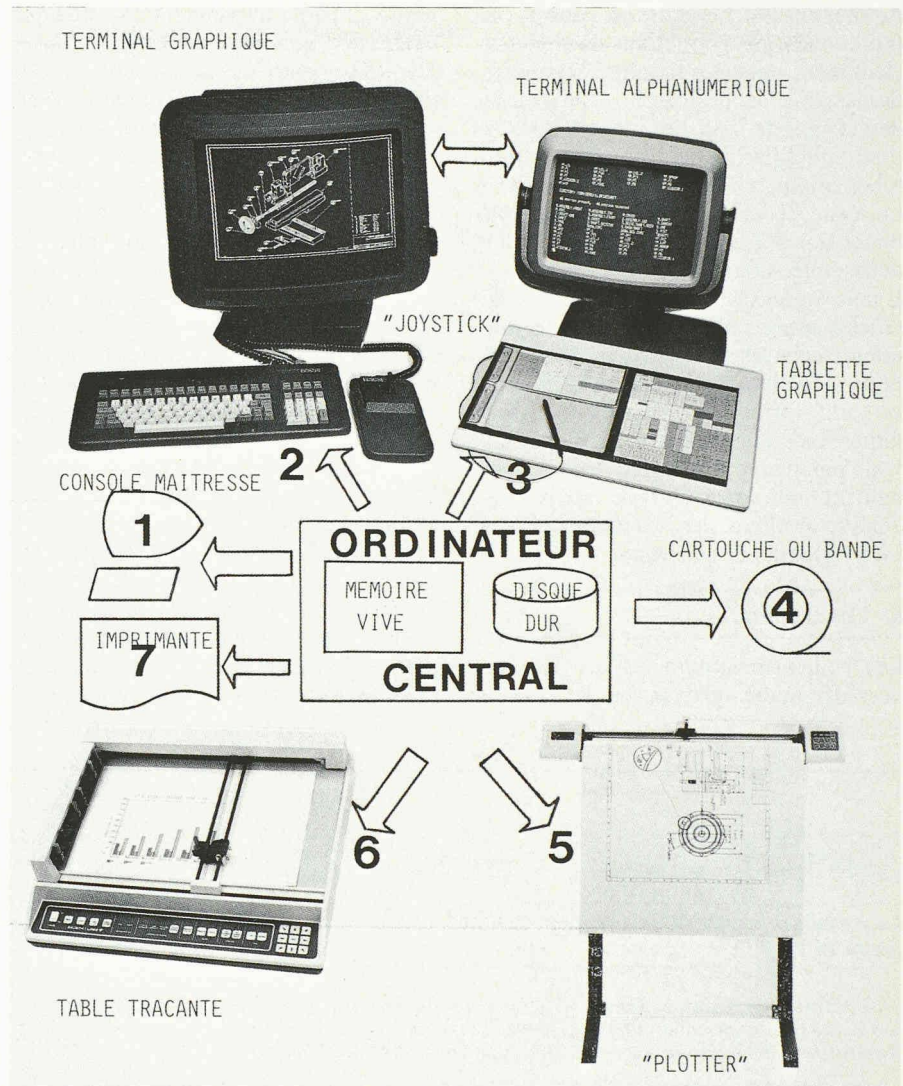 TERMINAL GRAPHIQUE
TERMINAL ALPHANUMERIQUE
"JOYSTICK"
TABLETTE
GRAPHIQUE
2
3
CONSOLE MAITRESSE
1
ORDINATEUR
MEMOIRE
VIVE
DISQUE
DUR
CENTRAL
CARTOUCHE OU BANDE
4
IMPRIMANTE
7
6
5
TABLE TRACANTE
"PLOTTER"